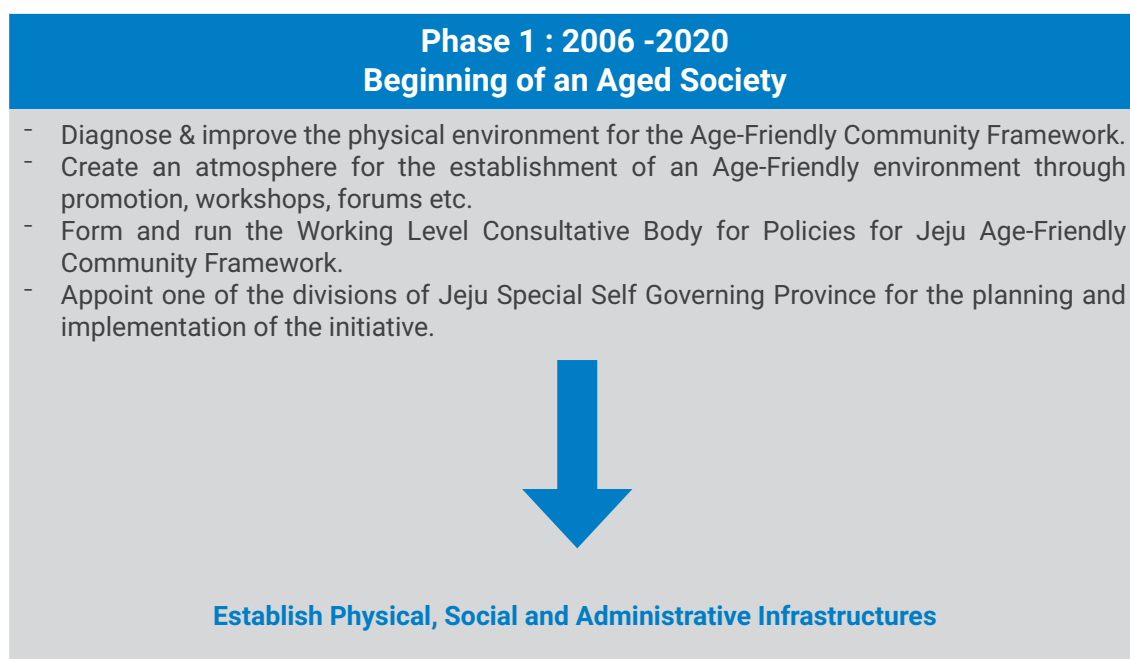 Phase 1 : 2006 -2020
Beginning of an Aged Society
- Diagnose & improve the physical environment for the Age-Friendly Community Framework.
- Create an atmosphere for the establishment of an Age-Friendly environment through
promotion, workshops, forums etc.
- Form and run the Working Level Consultative Body for Policies for Jeju Age-Friendly
Community Framework.
- Appoint one of the divisions of Jeju Special Self Governing Province for the planning and
implementation of the initiative.
Establish Physical, Social and Administrative Infrastructures